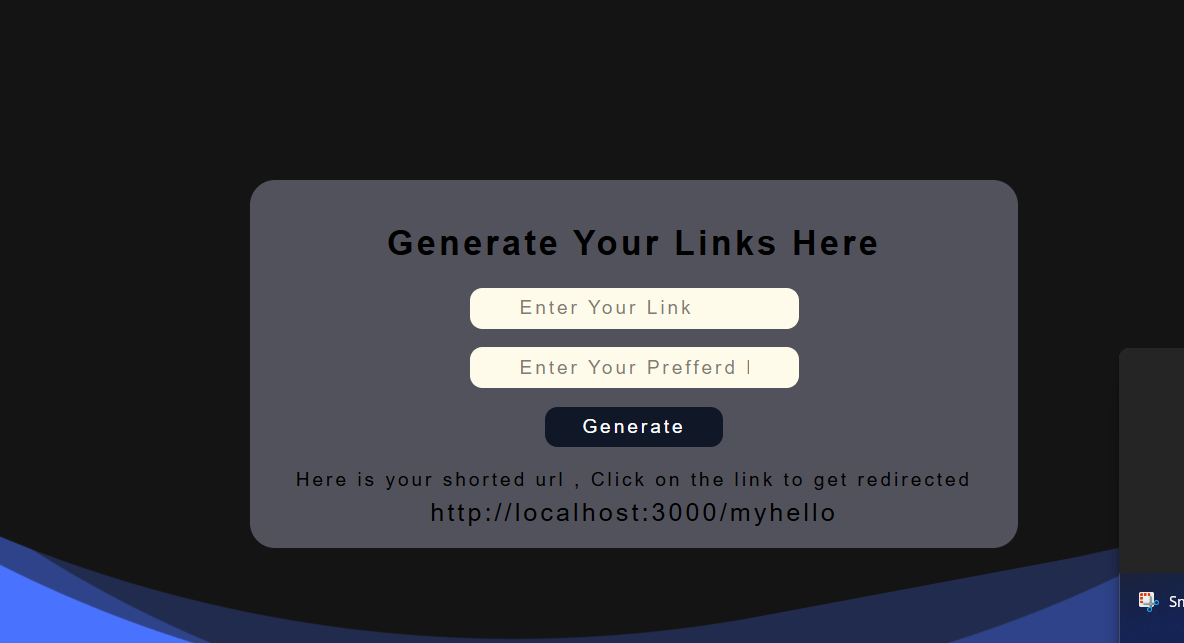 Generate Your Links Here
Enter Your Link
Enter Your Prefferd
Generate
Here is your shorted url , Click on the link to get redirected
http://localhost:3000/myhello